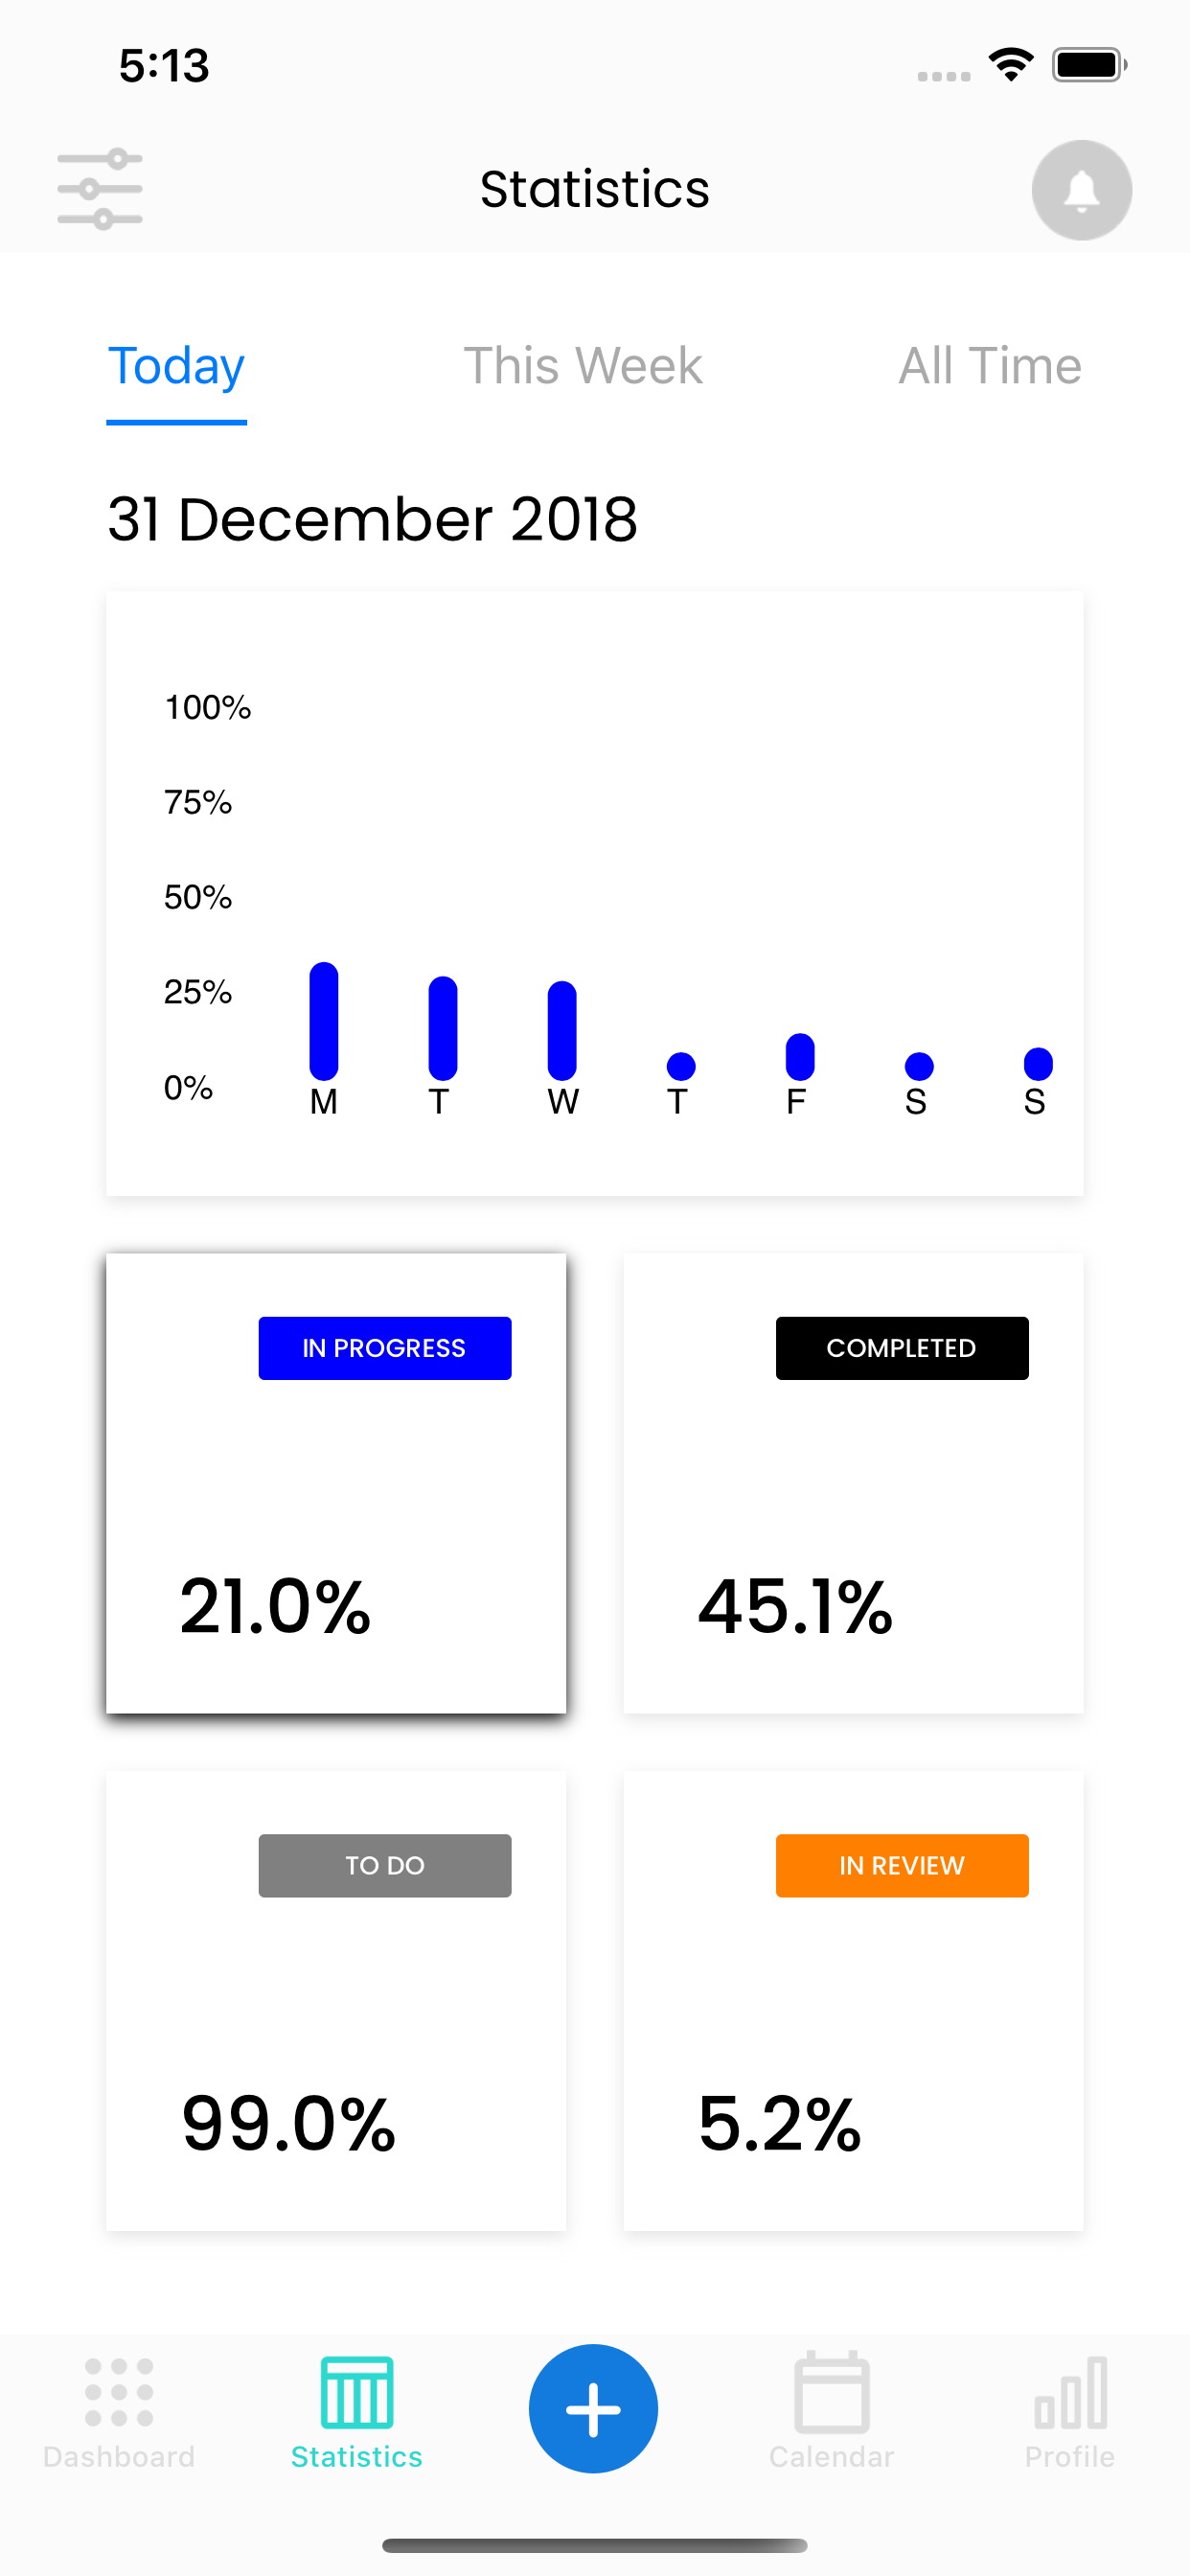 5:13
Statistics
Today This Week All Time
31 December 2018
100%
75%
50%
25%
0%
M T W T F S S
IN PROGRESS
21.0%
COMPLETED
45.1%
TO DO
99.0%
IN REVIEW
5.2%
Dashboard Statistics Calendar Profile